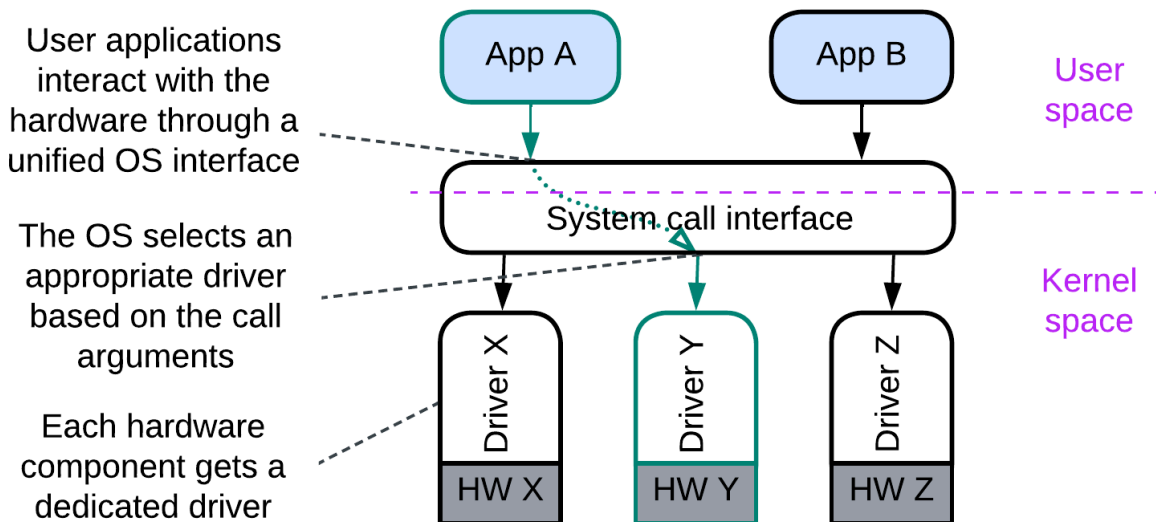 User applications
interact with the
hardware through a
unified OS interface
The OS selects an
appropriate driver
based on the call
arguments
Each hardware
component gets a
dedicated driver
App A
App B
System call interface
Driver X
Driver Y
Driver Z
HW X
HW Y
HW Z
User
space
Kernel
space